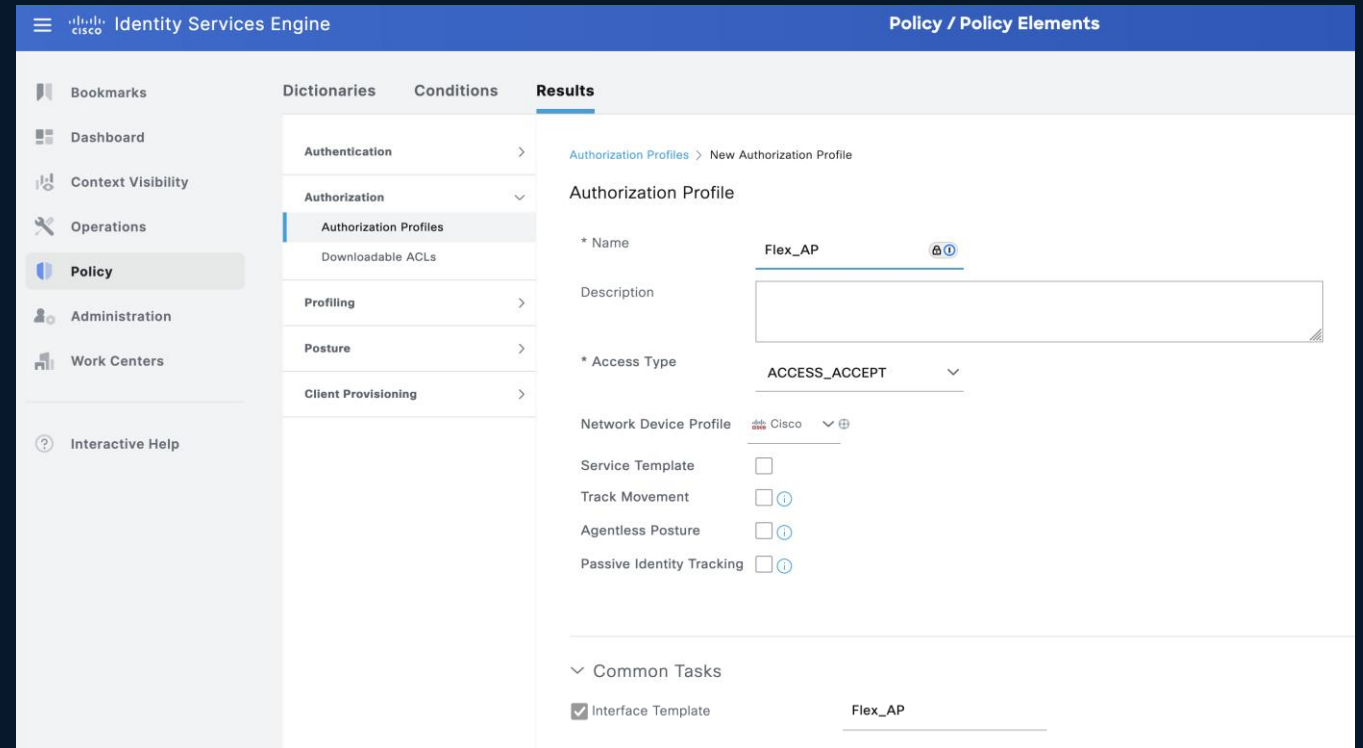 cisco Identity Services Engine
Policy / Policy Elements
Bookmarks
Dashboard
Context Visibility
Operations
Policy
Administration
Work Centers
Interactive Help
Dictionaries Conditions Results
Authentication
Authorization
Authorization Profiles
Downloadable ACLs
Profiling
Posture
Client Provisioning
Authorization Profiles > New Authorization Profile
Authorization Profile
* Name Flex_AP
Description
* Access Type ACCESS_ACCEPT
Network Device Profile Cisco
Service Template
Track Movement
Agentless Posture
Passive Identity Tracking
Common Tasks
Interface Template Flex_AP